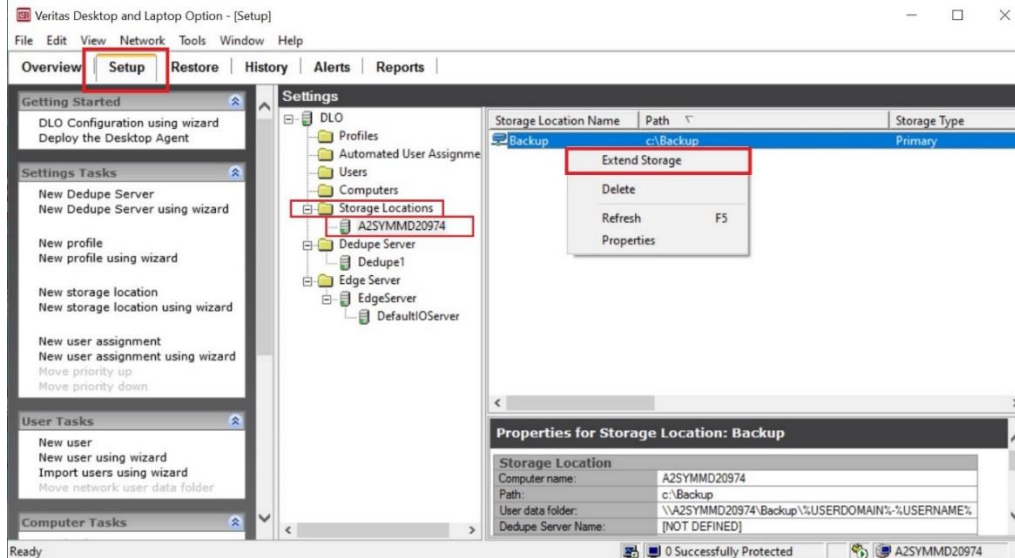 Veritas Desktop and Laptop Option - [Setup]
File Edit View Network Tools Window Help
Overview Setup Restore History Alerts Reports
Getting Started
DLO Configuration using wizard
Deploy the Desktop Agent
Settings Tasks
New Dedupe Server
New Dedupe Server using wizard
New profile
New profile using wizard
New storage location
New storage location using wizard
New user assignment
New user assignment using wizard
Move priority up
Move priority down
User Tasks
New user
New user using wizard
Import users using wizard
Move network user data folder
Computer Tasks
Settings
DLO
Profiles
Automated User Assignme
Users
Computers
Storage Locations
A2SYMMD20974
Dedupe Server
Dedupe1
Edge Server
EdgeServer
DefaultIOServer
Storage Location Name Path Storage Type
Backup c:\Backup Primary
Extend Storage
Delete
Refresh F5
Properties
Properties for Storage Location: Backup
Storage Location
Computer name: A2SYMMD20974
Path: c:\Backup
User data folder: \\A2SYMMD20974\Backup\%USERDOMAIN%-%USERNAME%
Dedupe Server Name: [NOT DEFINED]
Ready 0 Successfully Protected A2SYMMD20974